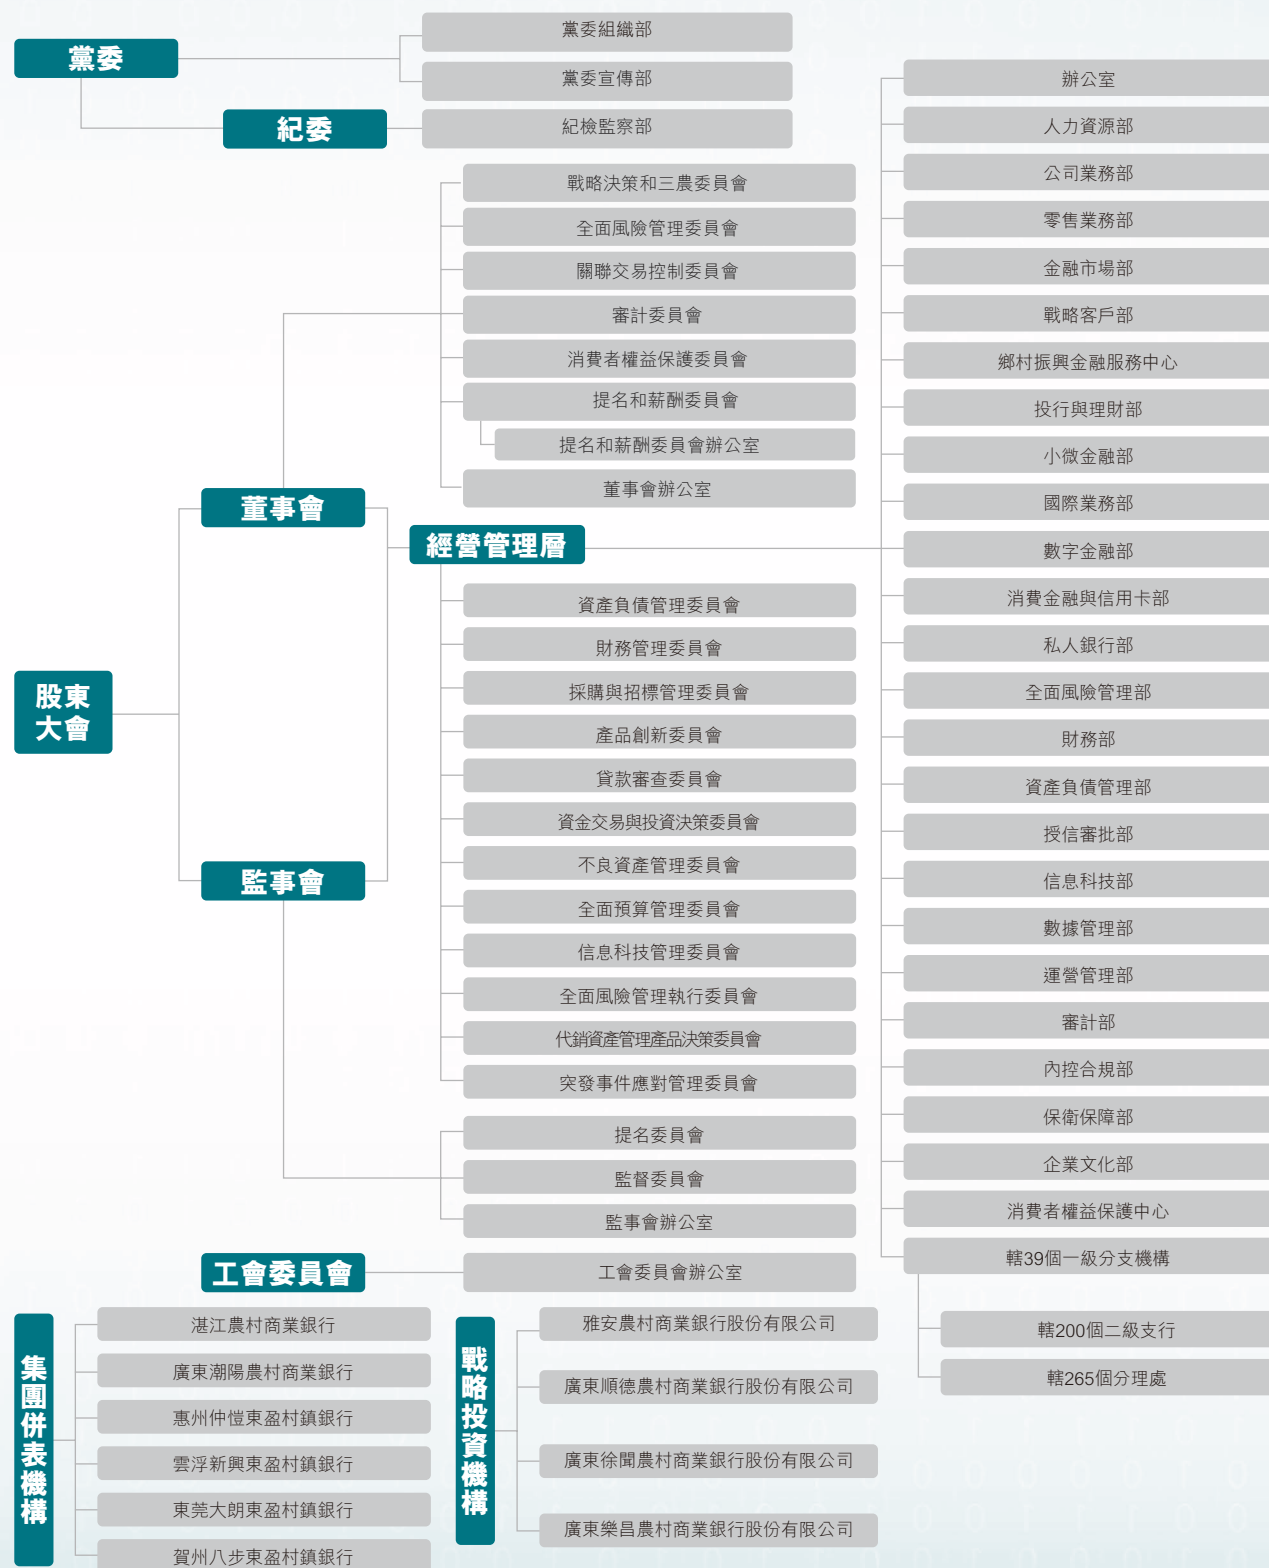 黨委
黨委組織部
黨委宣傳部
紀委
紀檢監察部
戰略決策和三農委員會
全面風險管理委員會
關聯交易控制委員會
審計委員會
消費者權益保護委員會
提名和薪酬委員會
提名和薪酬委員會辦公室
董事會辦公室
董事會
經營管理層
資產負債管理委員會
財務管理委員會
採購與招標管理委員會
產品創新委員會
貸款審查委員會
資金交易與投資決策委員會
不良資產管理委員會
全面預算管理委員會
信息科技管理委員會
全面風險管理執行委員會
代銷資產管理產品決策委員會
突發事件應對管理委員會
股東
大會
監事會
提名委員會
監督委員會
監事會辦公室
工會委員會
工會委員會辦公室
辦公室
人力資源部
公司業務部
零售業務部
金融市場部
戰略客戶部
鄉村振興金融服務中心
投行與理財部
小微金融部
國際業務部
數字金融部
消費金融與信用卡部
私人銀行部
全面風險管理部
財務部
資產負債管理部
授信審批部
信息科技部
數據管理部
運營管理部
審計部
內控合規部
保衛保障部
企業文化部
消費者權益保護中心
轄39個一級分支機構
轄200個二級支行
轄265個分理處
集團併表機構
湛江農村商業銀行
廣東潮陽農村商業銀行
惠州仲愷東盈村鎮銀行
雲浮新興東盈村鎮銀行
東莞大朗東盈村鎮銀行
賀州八步東盈村鎮銀行
戰略投資機構
雅安農村商業銀行股份有限公司
廣東順德農村商業銀行股份有限公司
廣東徐聞農村商業銀行股份有限公司
廣東樂昌農村商業銀行股份有限公司